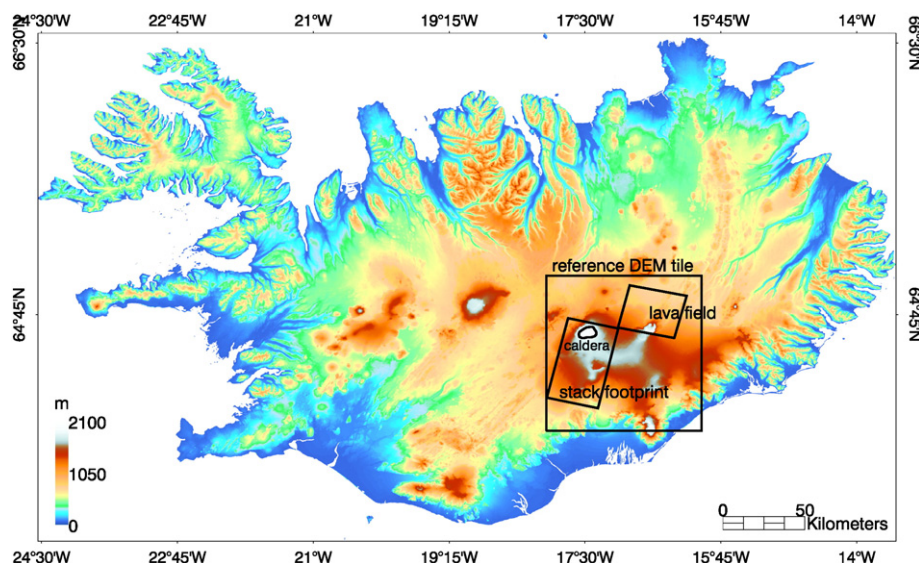 24°30'W 22°45'W 21°W 19°15'W 17°30'W 15°45'W 14°W
66°30'N 66°30'N
reference DEM tile
64°45'N 64°45'N
lava field
caldera
stack footprint
m
2100
1050
0
0 50
Kilometers
24°30'W 22°45'W 21°W 19°15'W 17°30'W 15°45'W 14°W